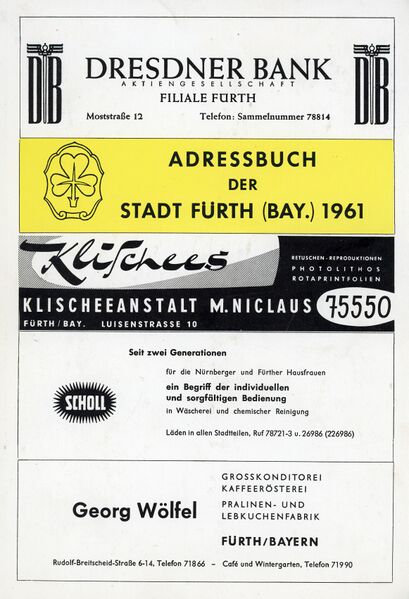 DB
DRESDNER BANK
AKTIENGESELLSCHAFT
FILIALE FÜRTH
Moststraße 12 Telefon: Sammelnummer 78814
DB
ADRESSBUCH
DER
STADT FÜRTH (BAY.) 1961
Klischees
RETUSCHEN - REPRODUKTIONEN
PHOTOLITHOS
ROTAPRINTFOLIEN
KLISCHEEANSTALT M. NICLAUS 75550
FÜRTH/BAY. LUISENSTRASSE 10
Seit zwei Generationen
für die Nürnberger und Fürther Hausfrauen
ein Begriff der individuellen
und sorgfältigen Bedienung
in Wäscherei und chemischer Reinigung
SCHOLL
Läden in allen Stadtteilen, Ruf 78721-3 u. 26986 (226986)
GROSSKONDITOREI
KAFFEERÖSTEREI
Georg Wölfel
PRALINEN- UND
LEBKUCHENFABRIK
FÜRTH/BAYERN
Rudolf-Breitscheid-Straße 6-14, Telefon 71866 – Café und Wintergarten, Telefon 71990